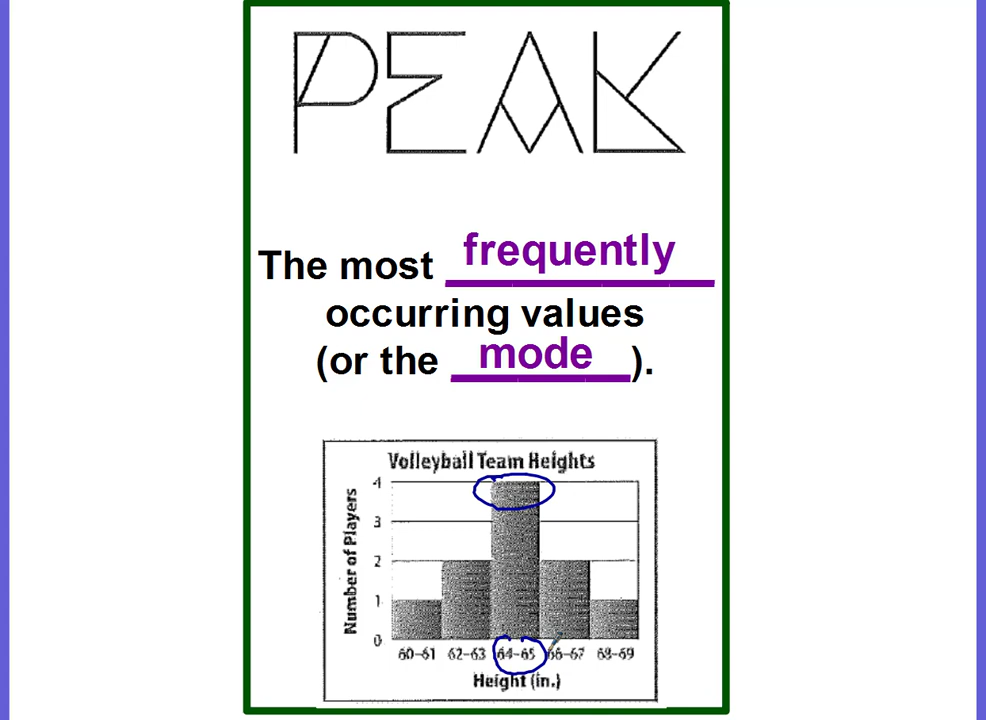 PEAK
The most frequently
occurring values
(or the mode).
Volleyball Team Heights
Number of Players
4
3
2
1
0
60–61 62–63 64–65 66–67 68–69
Height (in.)